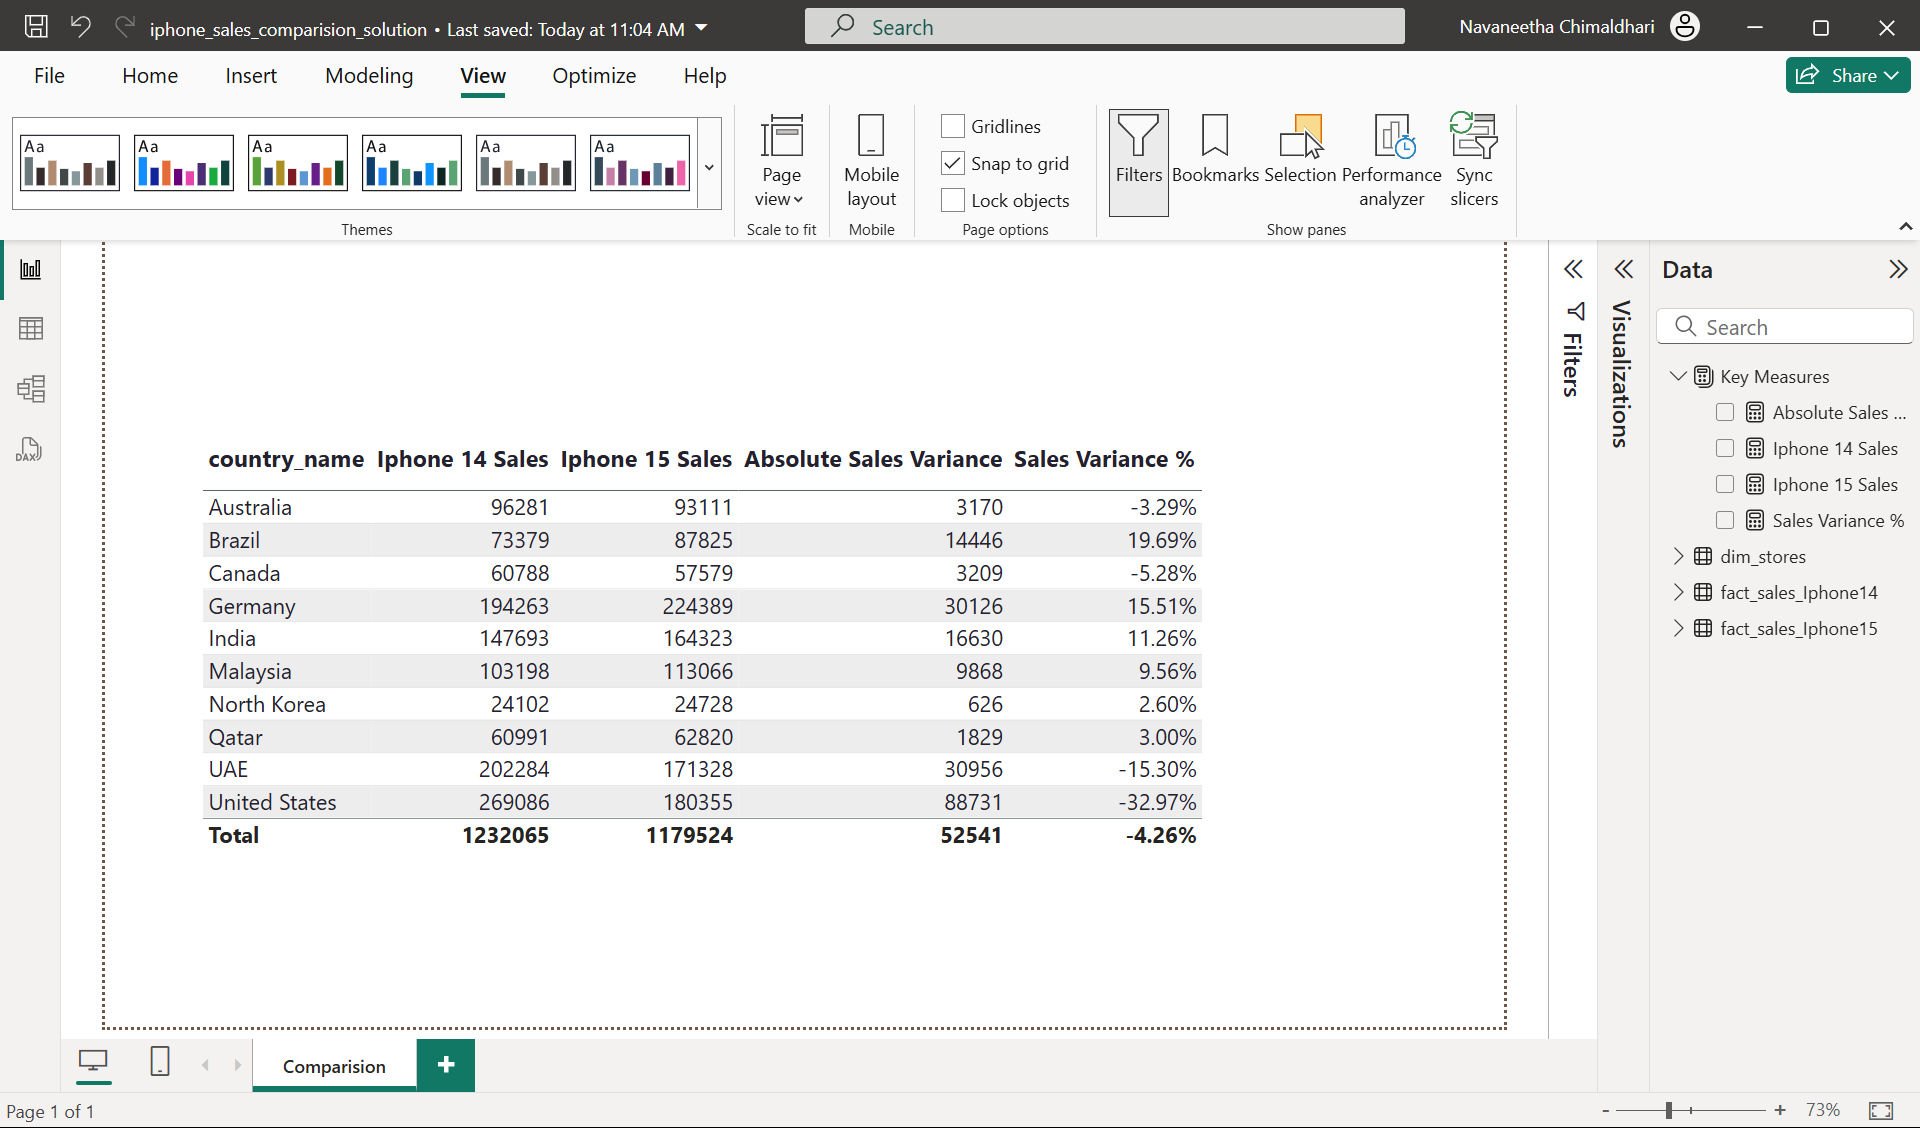 iphone_sales_comparision_solution • Last saved: Today at 11:04 AM
Search
Navaneetha Chimaldhari
File Home Insert Modeling View Optimize Help
Share
Aa Aa Aa Aa Aa Aa
Themes
Page
view
Scale to fit
Mobile
layout
Mobile
Gridlines
Snap to grid
Lock objects
Page options
Filters
Bookmarks
Selection
Performance
analyzer
Sync
slicers
Show panes
DAX
country_name Iphone 14 Sales Iphone 15 Sales Absolute Sales Variance Sales Variance %
Australia 96281 93111 3170 -3.29%
Brazil 73379 87825 14446 19.69%
Canada 60788 57579 3209 -5.28%
Germany 194263 224389 30126 15.51%
India 147693 164323 16630 11.26%
Malaysia 103198 113066 9868 9.56%
North Korea 24102 24728 626 2.60%
Qatar 60991 62820 1829 3.00%
UAE 202284 171328 30956 -15.30%
United States 269086 180355 88731 -32.97%
Total 1232065 1179524 52541 -4.26%
Filters
Visualizations
Data
Search
Key Measures
Absolute Sales ...
Iphone 14 Sales
Iphone 15 Sales
Sales Variance %
dim_stores
fact_sales_Iphone14
fact_sales_Iphone15
Comparision
+
Page 1 of 1
- + 73%